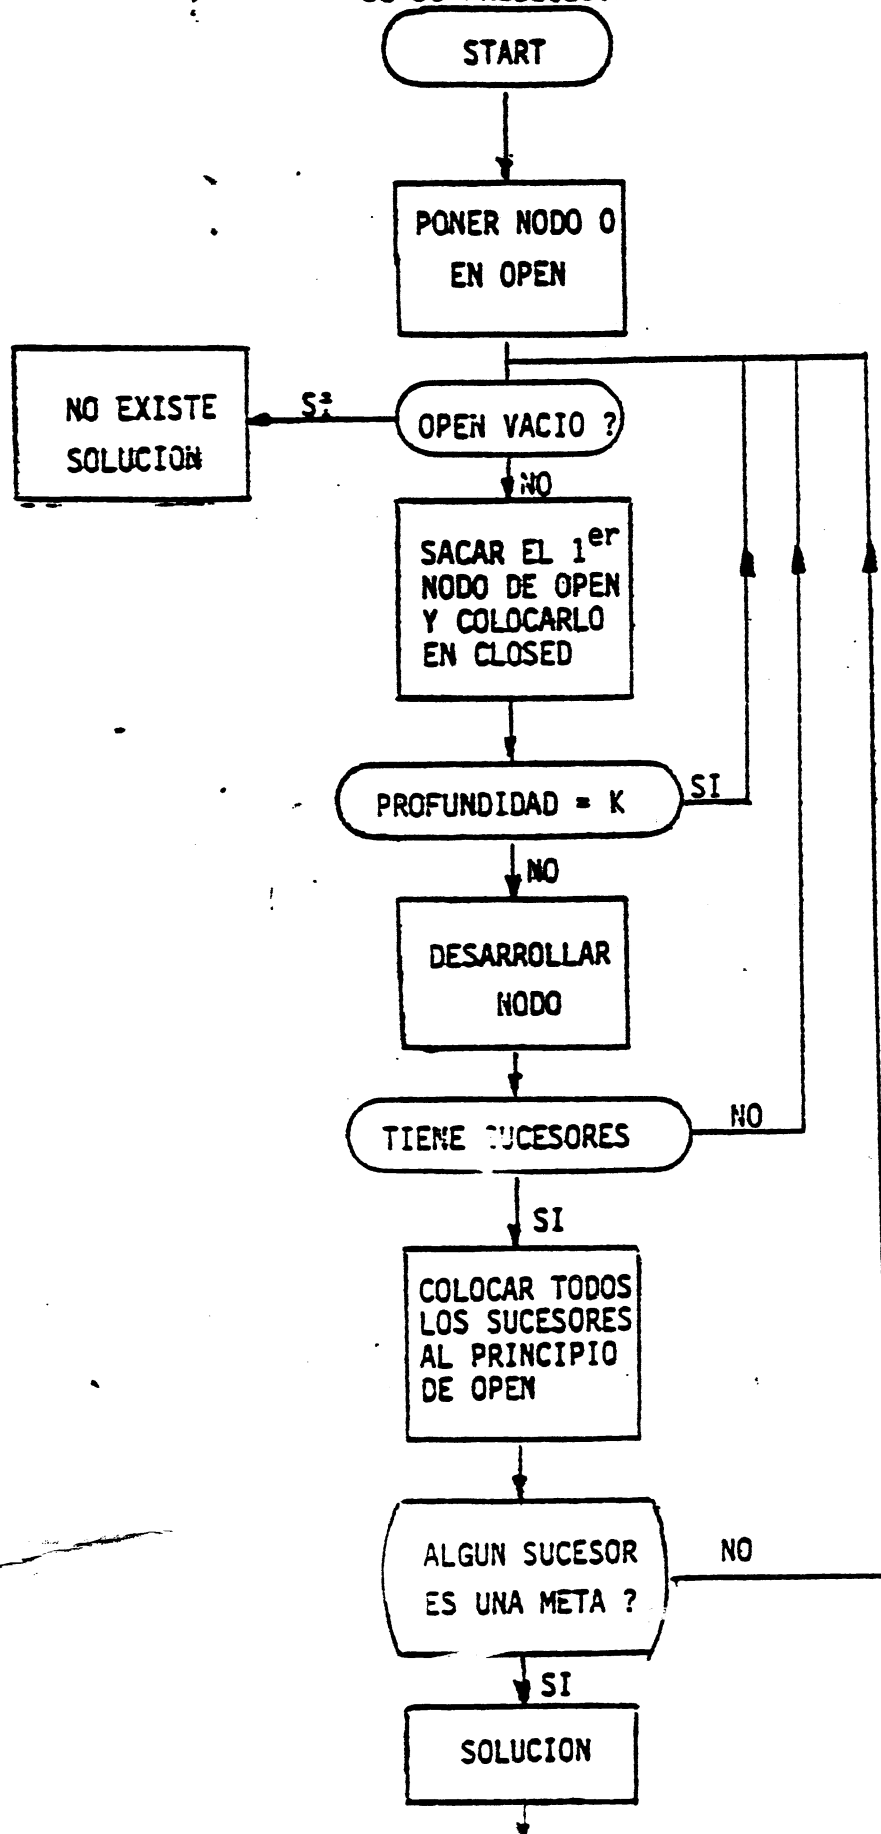 START
PONER NODO 0
EN OPEN
NO EXISTE
SOLUCION
SI
OPEN VACIO ?
NO
SACAR EL 1er
NODO DE OPEN
Y COLOCARLO
EN CLOSED
PROFUNDIDAD = K
SI
NO
DESARROLLAR
NODO
TIENE SUCESORES
NO
SI
COLOCAR TODOS
LOS SUCESORES
AL PRINCIPIO
DE OPEN
ALGUN SUCESOR
ES UNA META ?
NO
SI
SOLUCION